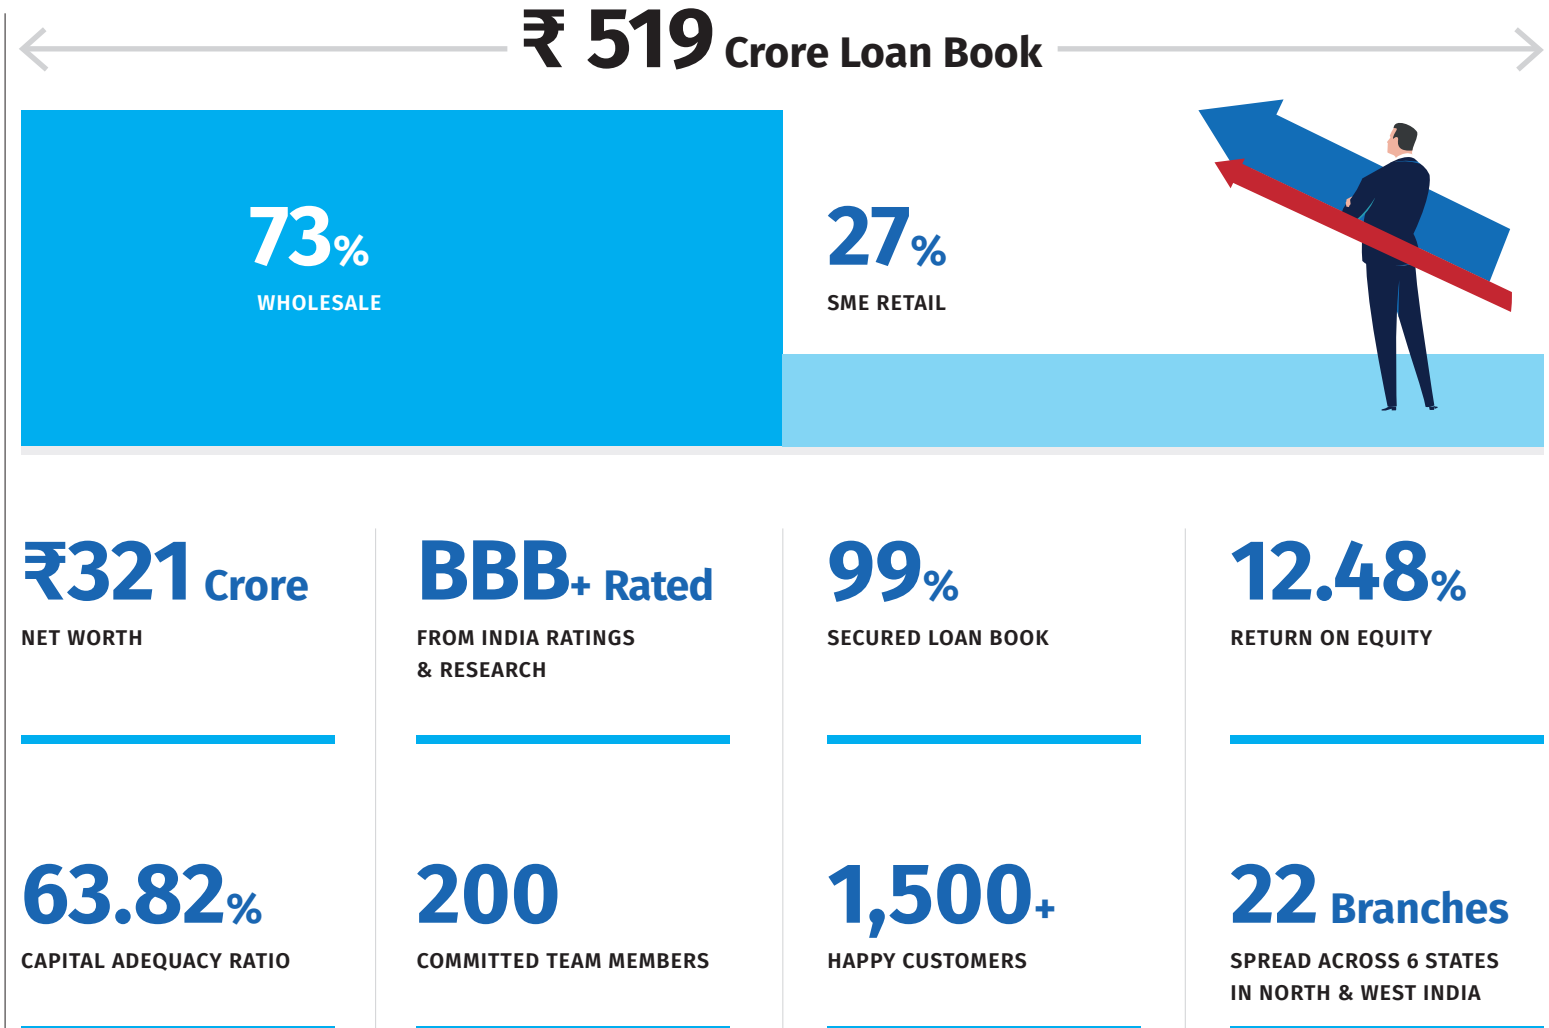 ₹ 519 Crore Loan Book
73%
WHOLESALE
27%
SME RETAIL
₹321 Crore
NET WORTH
BBB+ Rated
FROM INDIA RATINGS
& RESEARCH
99%
SECURED LOAN BOOK
12.48%
RETURN ON EQUITY
63.82%
CAPITAL ADEQUACY RATIO
200
COMMITTED TEAM MEMBERS
1,500+
HAPPY CUSTOMERS
22 Branches
SPREAD ACROSS 6 STATES
IN NORTH & WEST INDIA